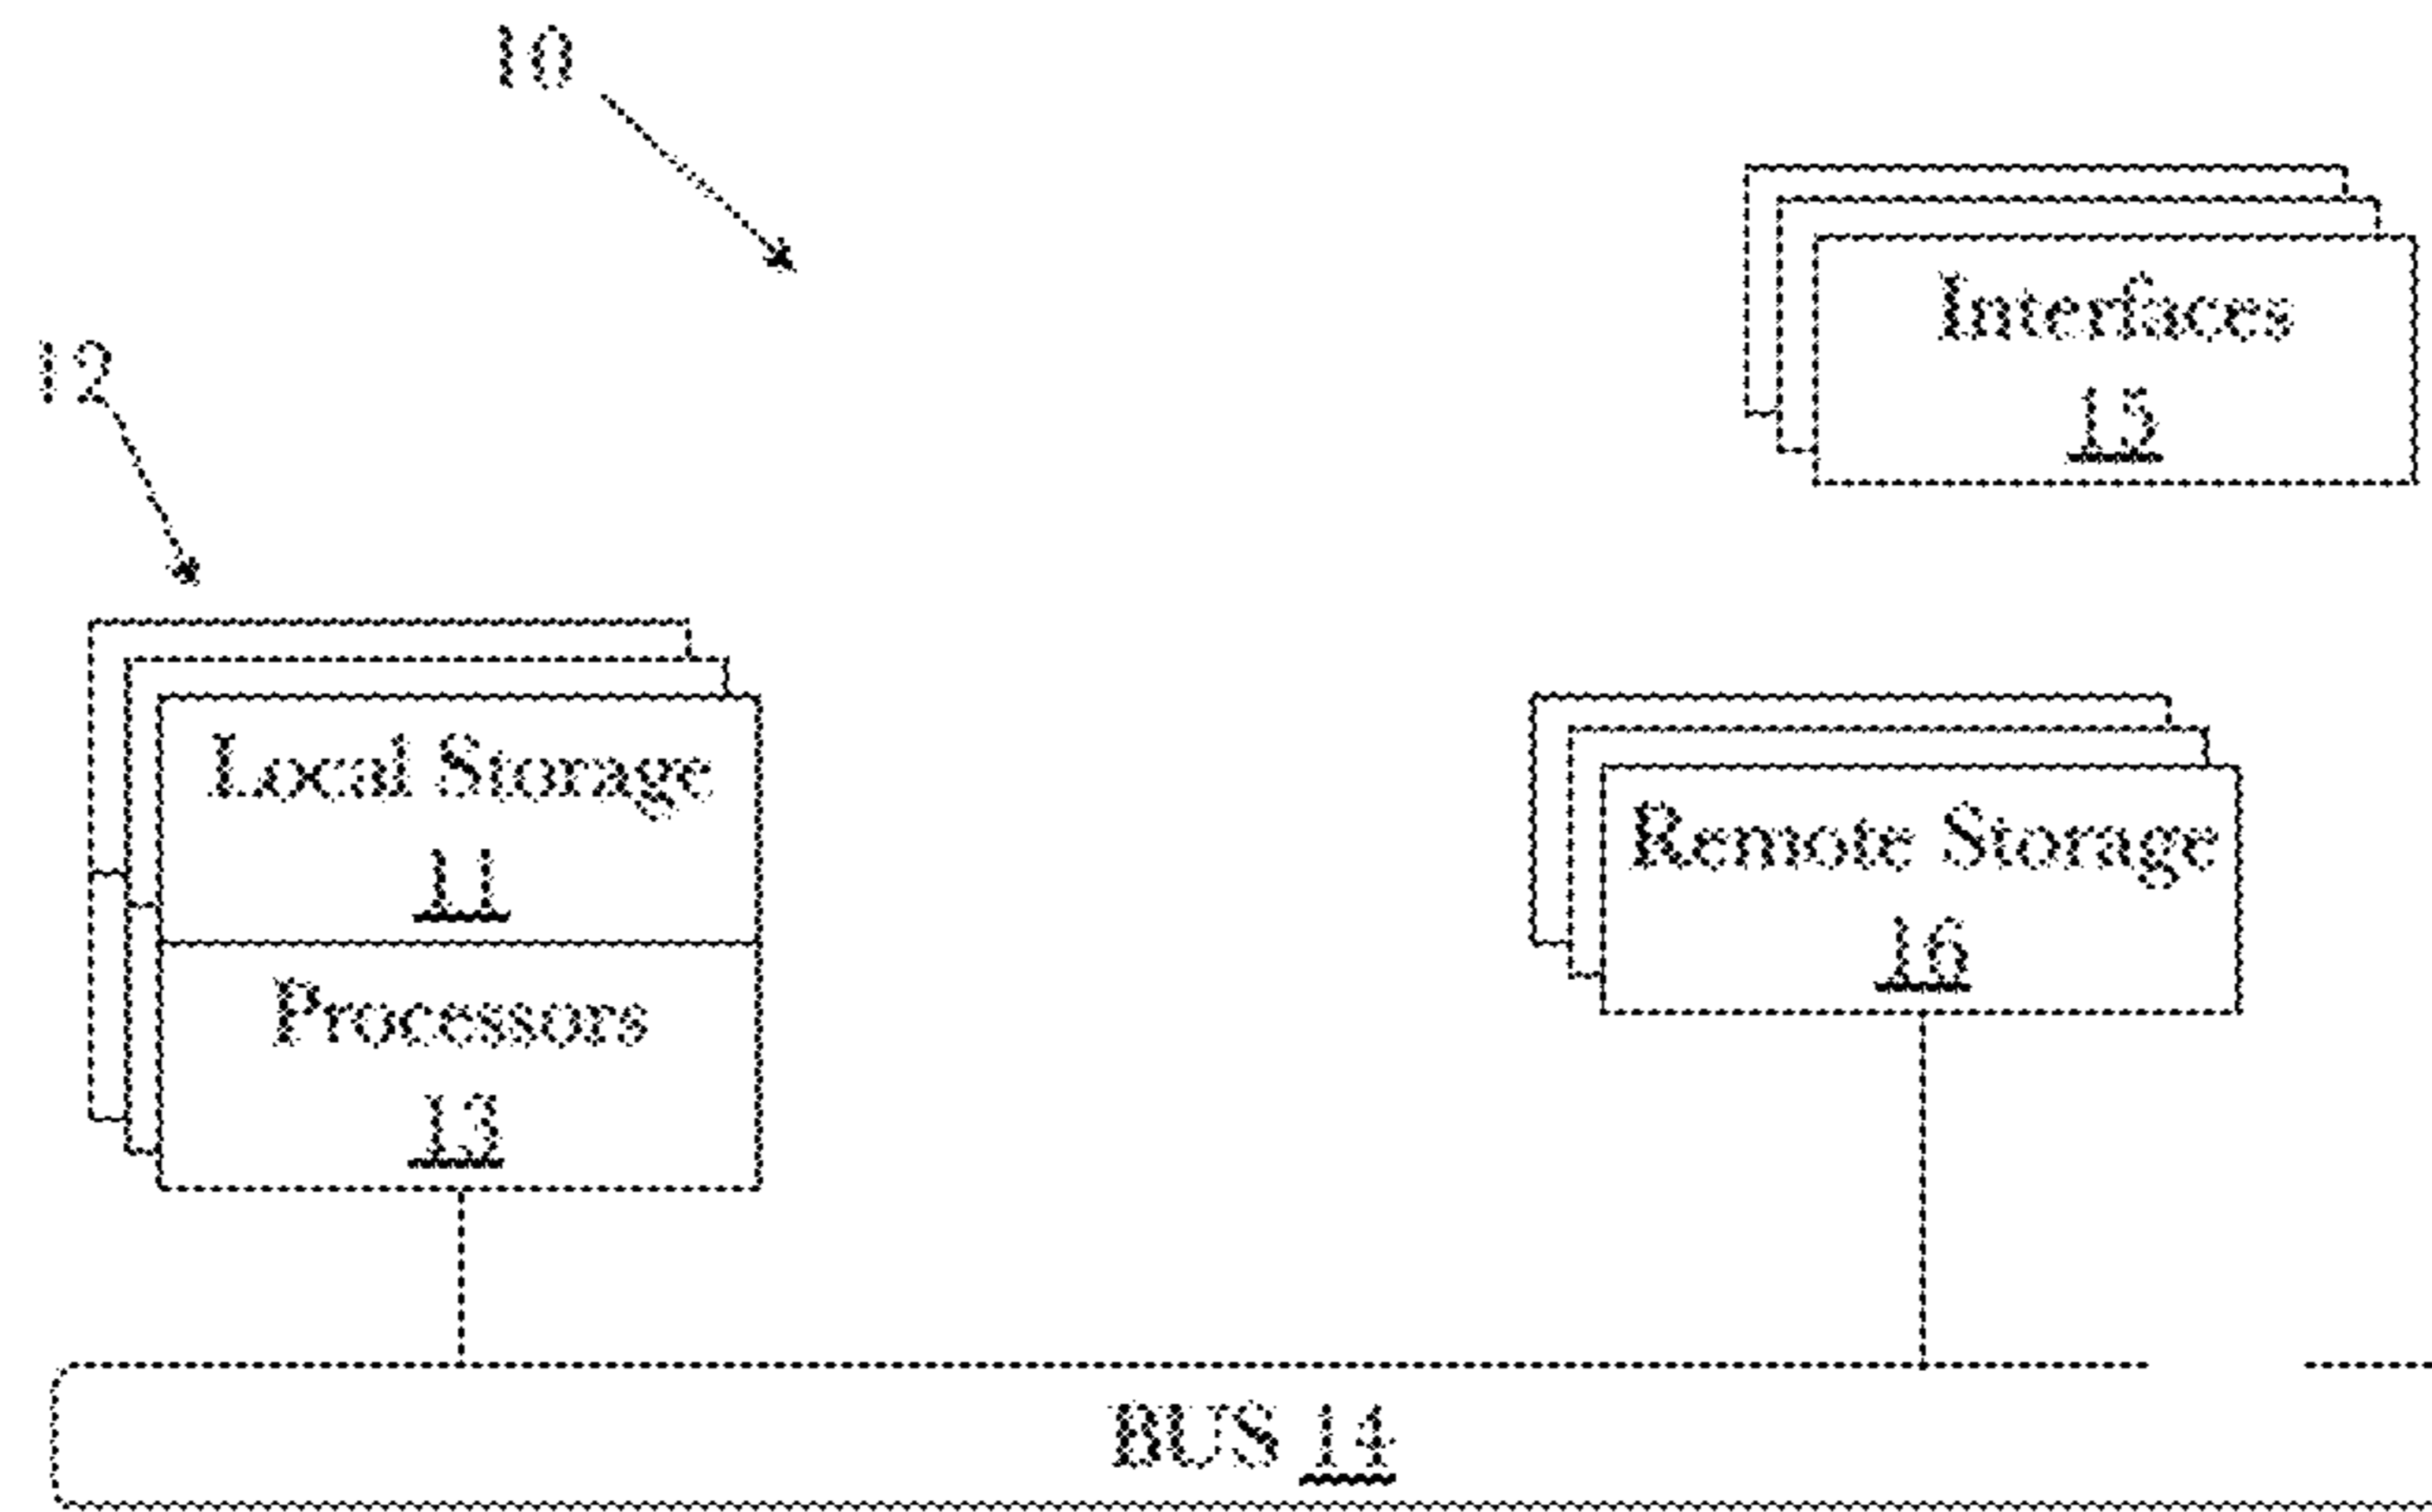 10
Interfaces
15
12
Local Storage
11
Remote Storage
16
Processors
13
BUS 14